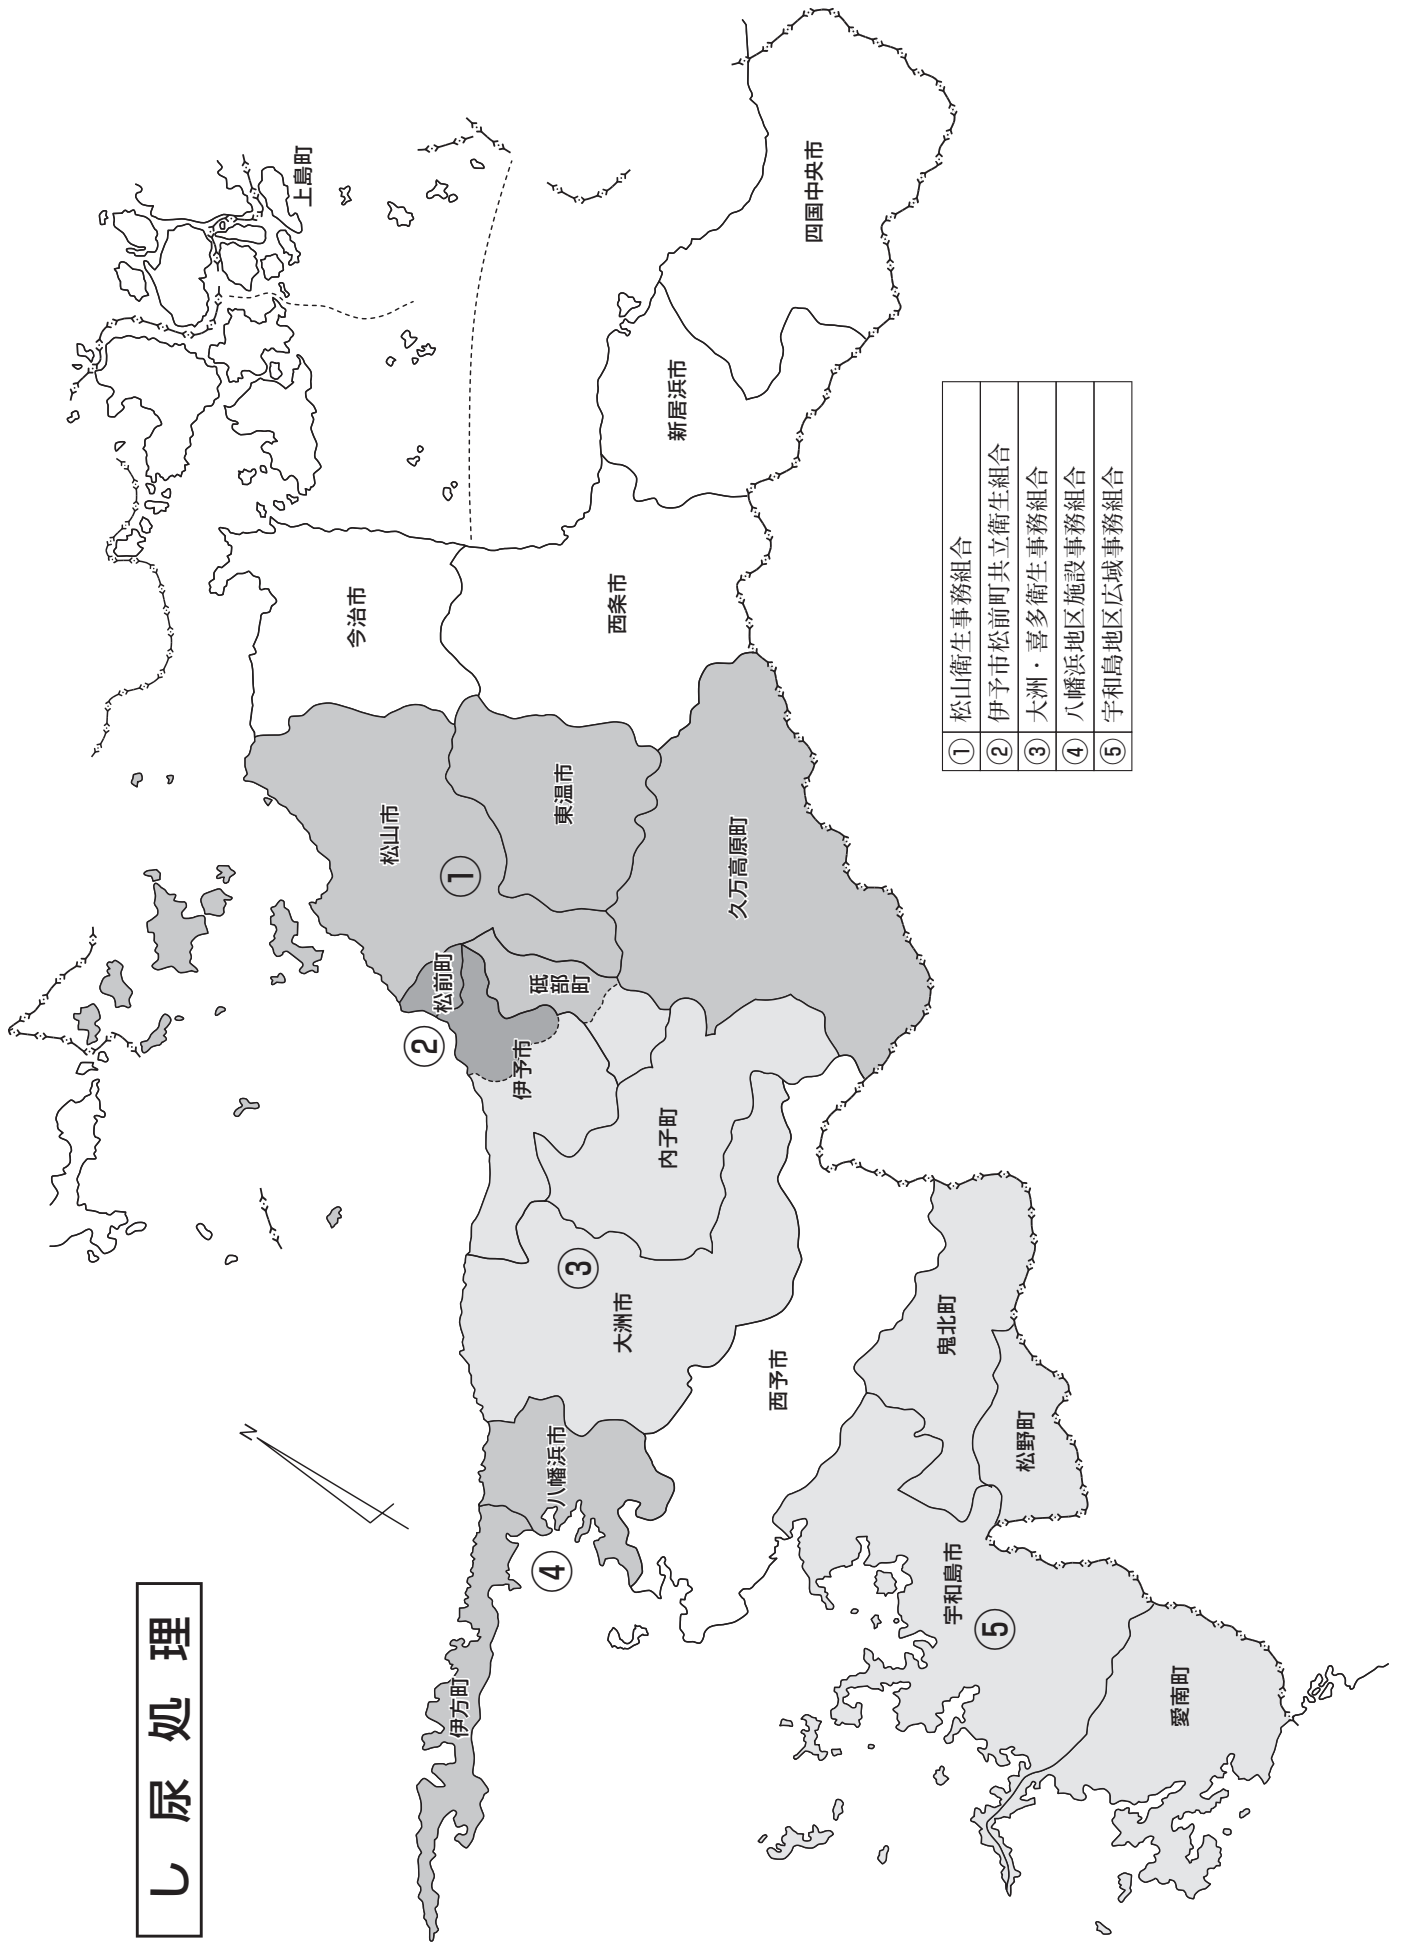 し尿処理
上島町
四国中央市
新居浜市
西条市
今治市
松山市
東温市
久万高原町
①
松前町
砥部町
②
伊予市
内子町
③
大洲市
西予市
鬼北町
松野町
八幡浜市
④
伊方町
宇和島市
⑤
愛南町
N
① 松山衛生事務組合
② 伊予市松前町共立衛生組合
③ 大洲・喜多衛生事務組合
④ 八幡浜地区施設事務組合
⑤ 宇和島地区広域事務組合